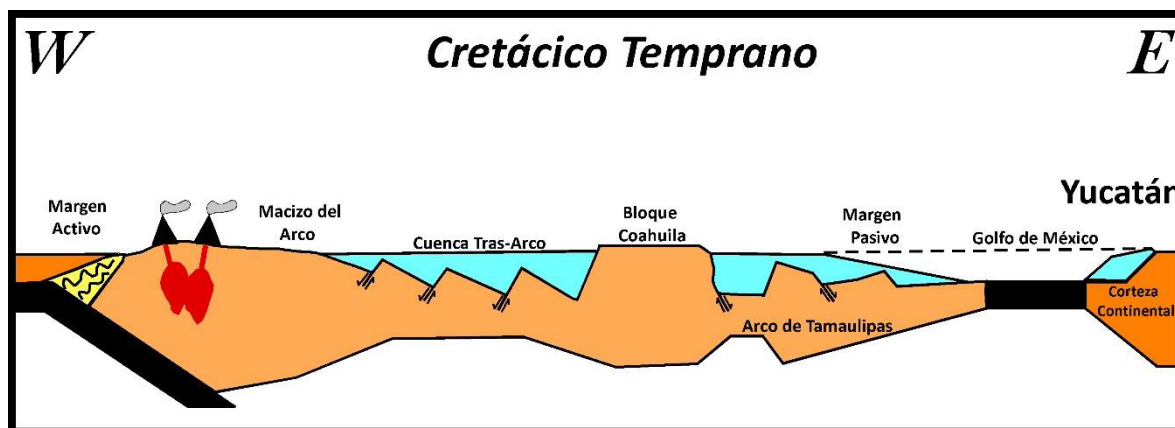 W
Cretácico Temprano
E
Yucatán
Margen
Activo
Macizo del
Arco
Cuenca Tras-Arco
Bloque
Coahuila
Margen
Pasivo
Golfo de México
Arco de Tamaulipas
Corteza
Continental